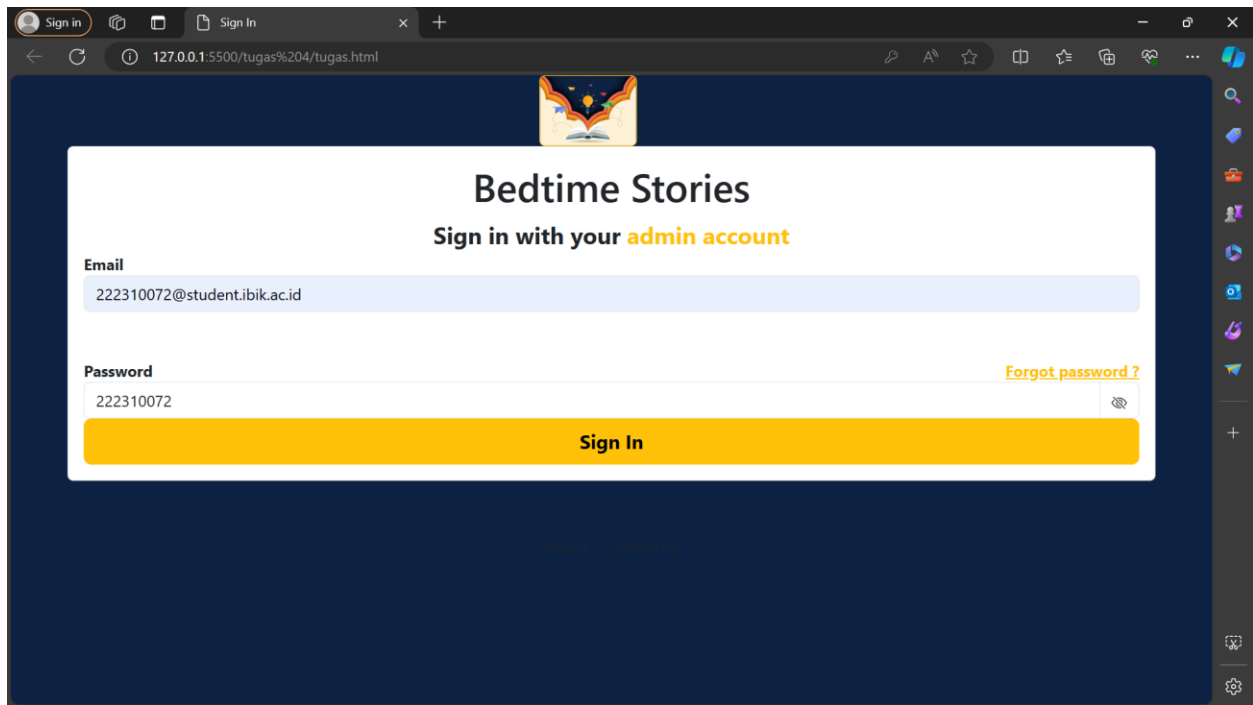 Sign in
Sign In
127.0.0.1:5500/tugas%204/tugas.html
Bedtime Stories
Sign in with your admin account
Email
222310072@student.ibik.ac.id
Password Forgot password ?
222310072
Sign In